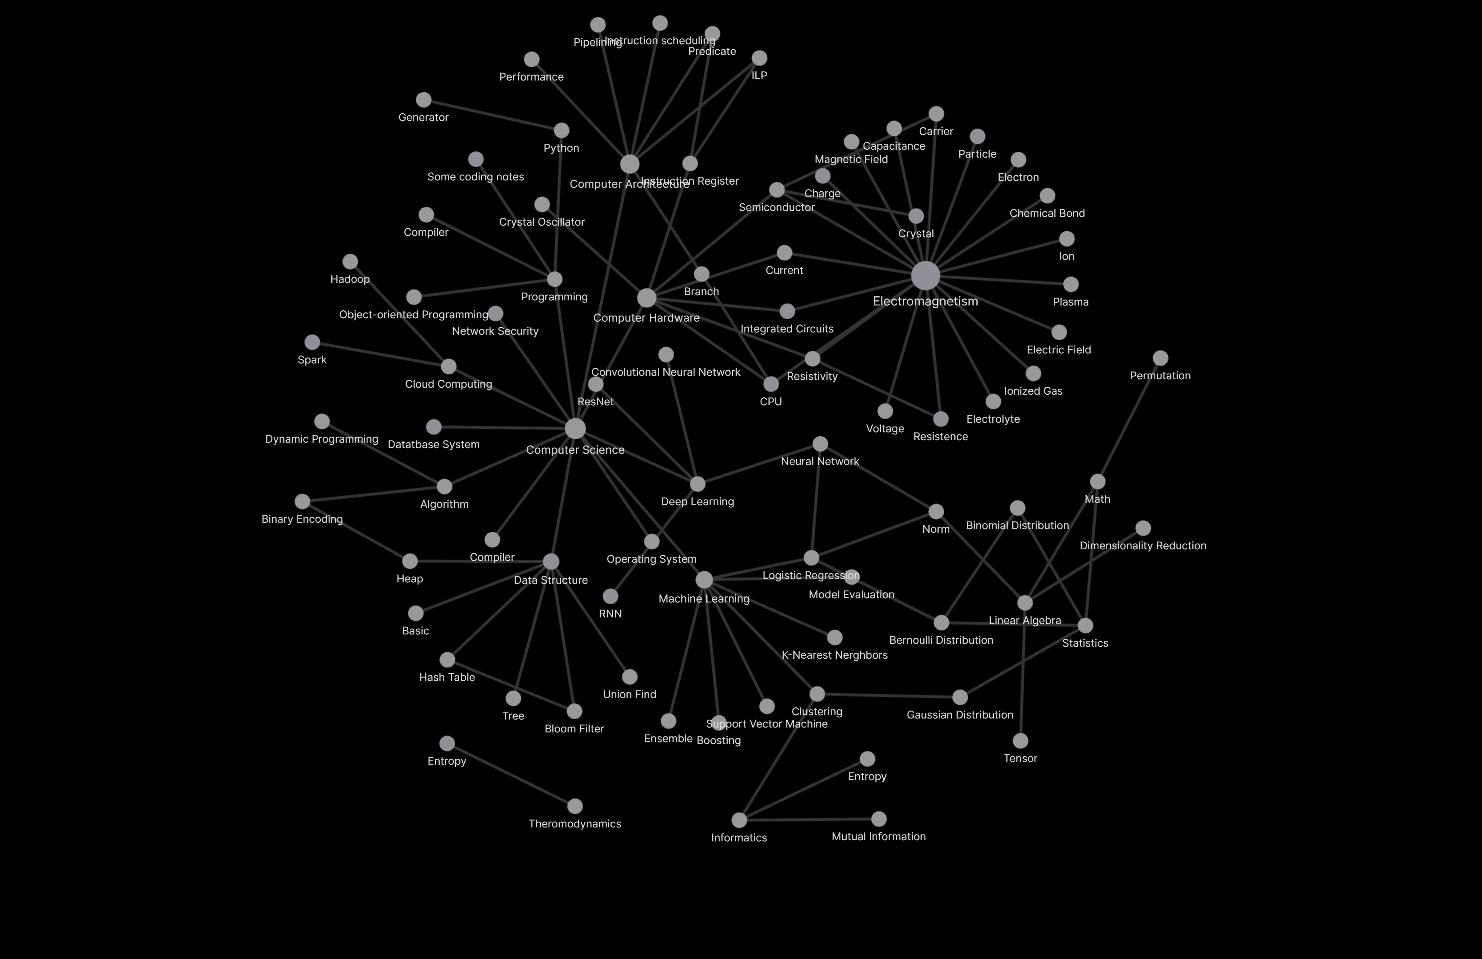 Pipelining
Instruction scheduling
Predicate
ILP
Performance
Generator
Python
Carrier
Capacitance
Particle
Magnetic Field
Electron
Some coding notes
Computer Architecture
Instruction Register
Charge
Semiconductor
Chemical Bond
Crystal Oscillator
Compiler
Crystal
Ion
Hadoop
Current
Programming
Branch
Electromagnetism
Plasma
Object-oriented Programming
Computer Hardware
Network Security
Integrated Circuits
Electric Field
Spark
Convolutional Neural Network
Resistivity
Permutation
Cloud Computing
Ionized Gas
ResNet
CPU
Electrolyte
Voltage
Resistence
Dynamic Programming
Datatbase System
Computer Science
Neural Network
Algorithm
Deep Learning
Math
Binary Encoding
Norm
Binomial Distribution
Dimensionality Reduction
Compiler
Operating System
Heap
Data Structure
Logistic Regression
Model Evaluation
Machine Learning
RNN
Linear Algebra
Basic
Bernoulli Distribution
Statistics
K-Nearest Nerghbors
Hash Table
Union Find
Tree
Clustering
Gaussian Distribution
Bloom Filter
Support Vector Machine
Ensemble
Boosting
Entropy
Tensor
Entropy
Theromodynamics
Informatics
Mutual Information